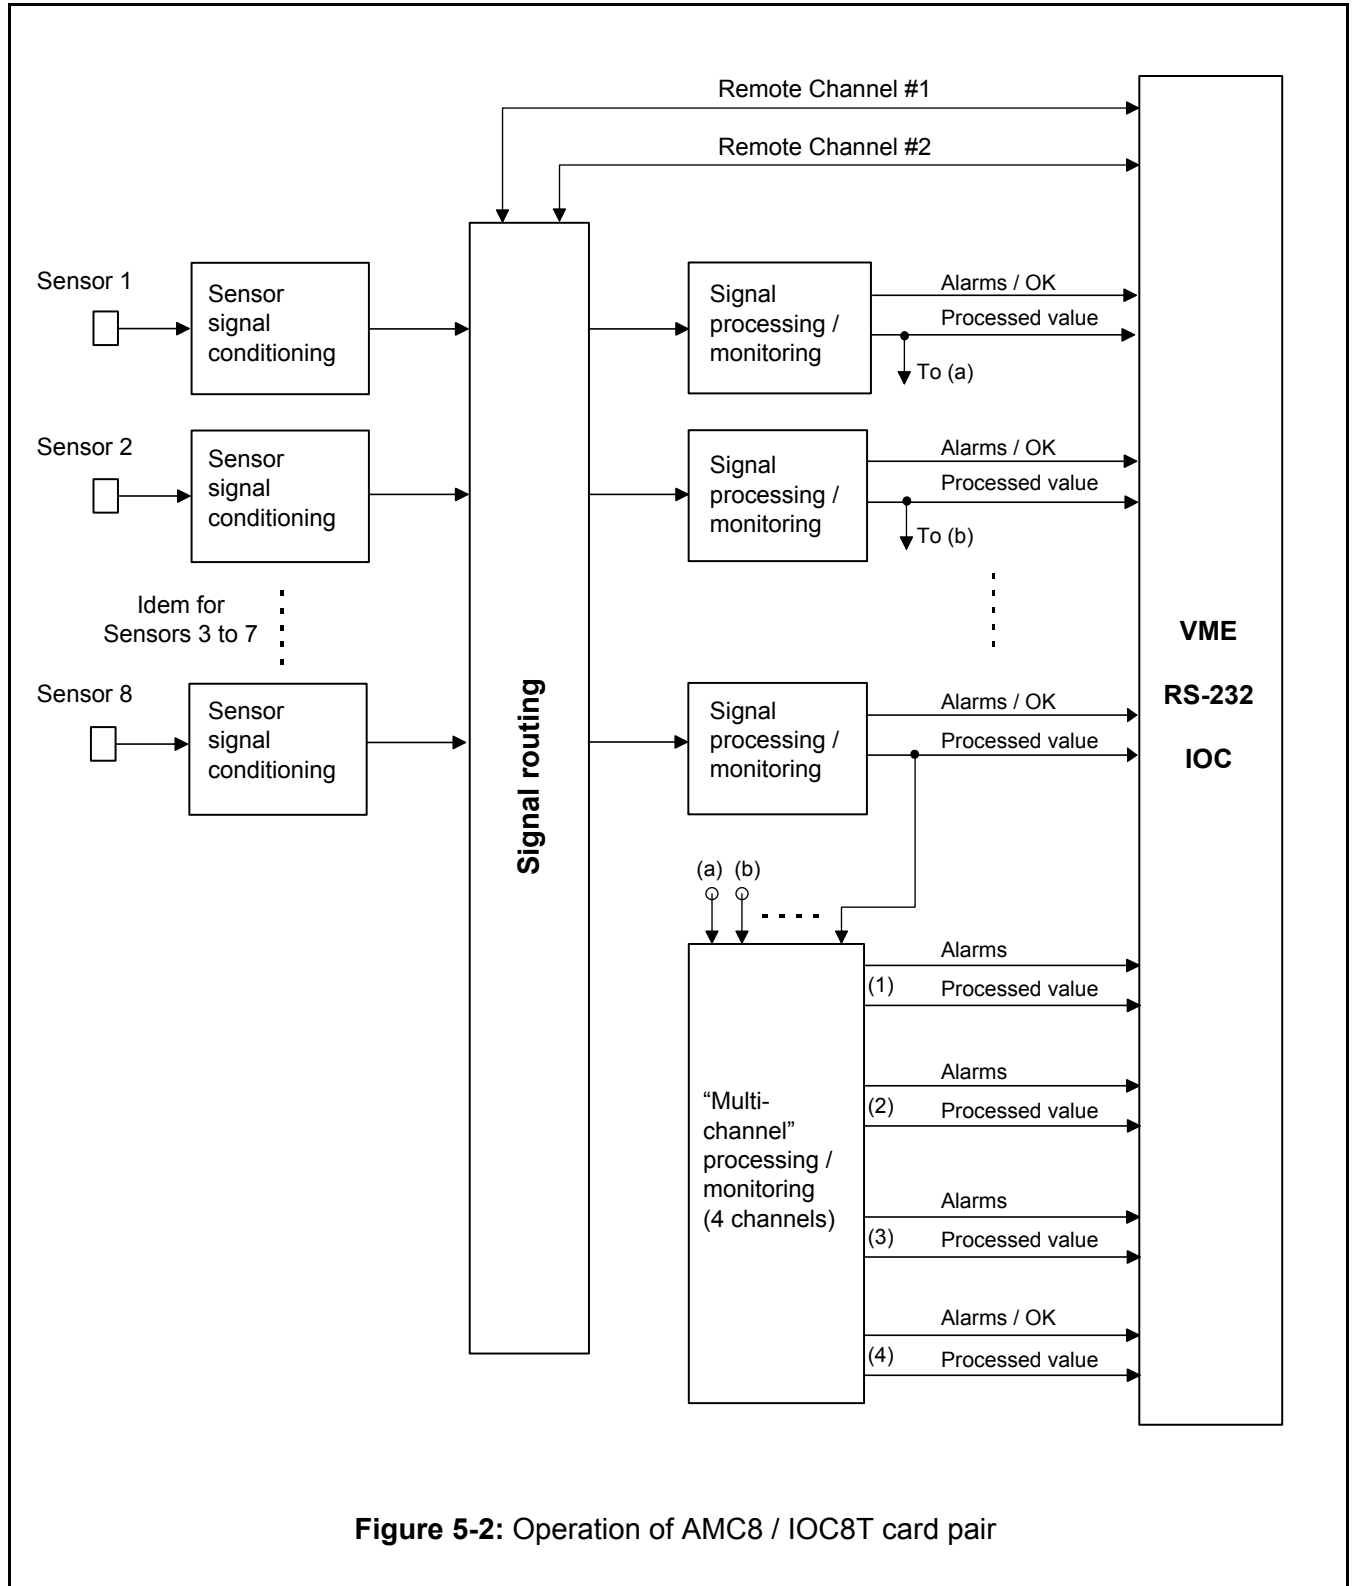 Remote Channel #1
Remote Channel #2
Sensor 1
Sensor
signal
conditioning
Signal
processing /
monitoring
Alarms / OK
Processed value
To (a)
Sensor 2
Sensor
signal
conditioning
Signal
processing /
monitoring
Alarms / OK
Processed value
To (b)
Idem for
Sensors 3 to 7
Sensor 8
Sensor
signal
conditioning
Signal routing
Signal
processing /
monitoring
Alarms / OK
Processed value
VME
RS-232
IOC
(a) (b)
“Multi-
channel”
processing /
monitoring
(4 channels)
Alarms
(1) Processed value
Alarms
(2) Processed value
Alarms
(3) Processed value
Alarms / OK
(4) Processed value
Figure 5-2: Operation of AMC8 / IOC8T card pair